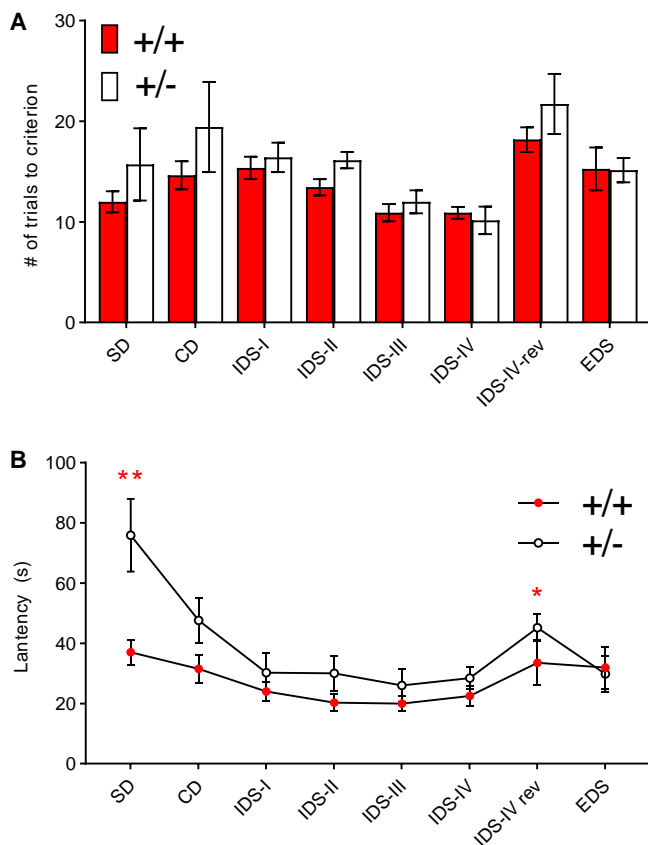 A
+/+
+/-
# of trials to criterion
30
20
10
0
SD
CD
IDS-I
IDS-II
IDS-III
IDS-IV
IDS-IV-rev
EDS
B
+/+
+/-
**
*
Lantency (s)
100
80
60
40
20
0
SD
CD
IDS-I
IDS-II
IDS-III
IDS-IV
IDS-IV rev
EDS